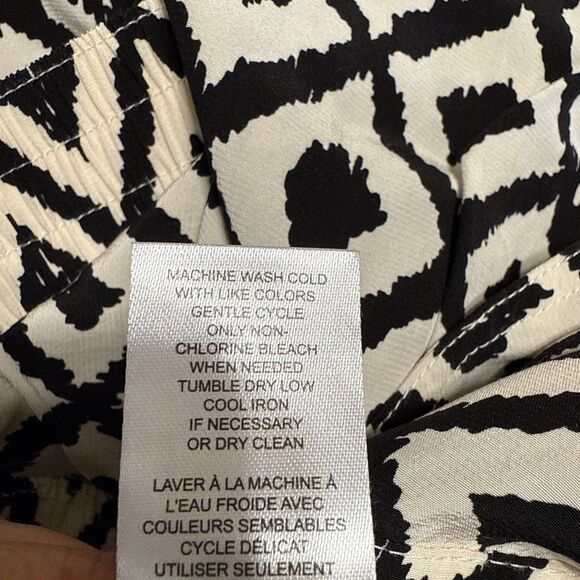 MACHINE WASH COLD
WITH LIKE COLORS
GENTLE CYCLE
ONLY NON-
CHLORINE BLEACH
WHEN NEEDED
TUMBLE DRY LOW
COOL IRON
IF NECESSARY
OR DRY CLEAN
LAVER À LA MACHINE À
L'EAU FROIDE AVEC
COULEURS SEMBLABLES
CYCLE DÉLICAT
UTILISER SEULEMENT